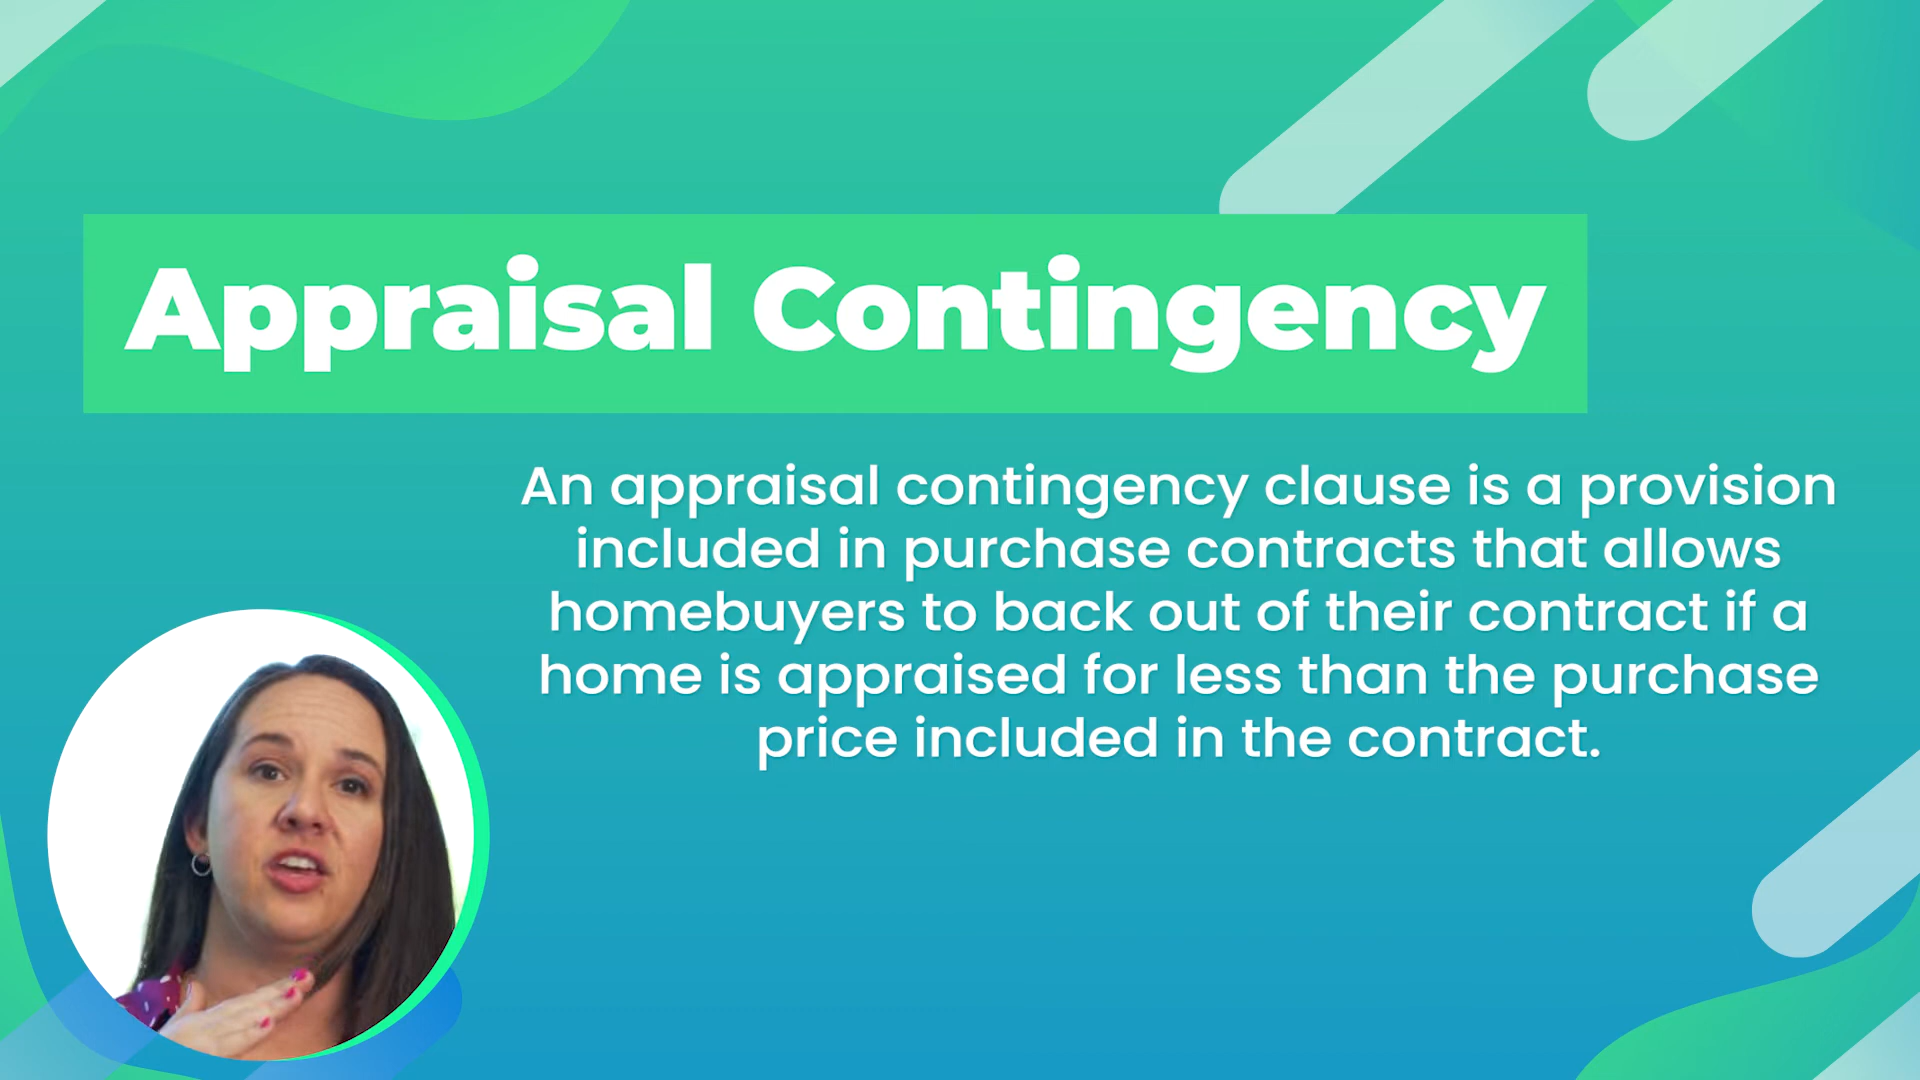 Appraisal Contingency
An appraisal contingency clause is a provision
included in purchase contracts that allows
homebuyers to back out of their contract if a
home is appraised for less than the purchase
price included in the contract.